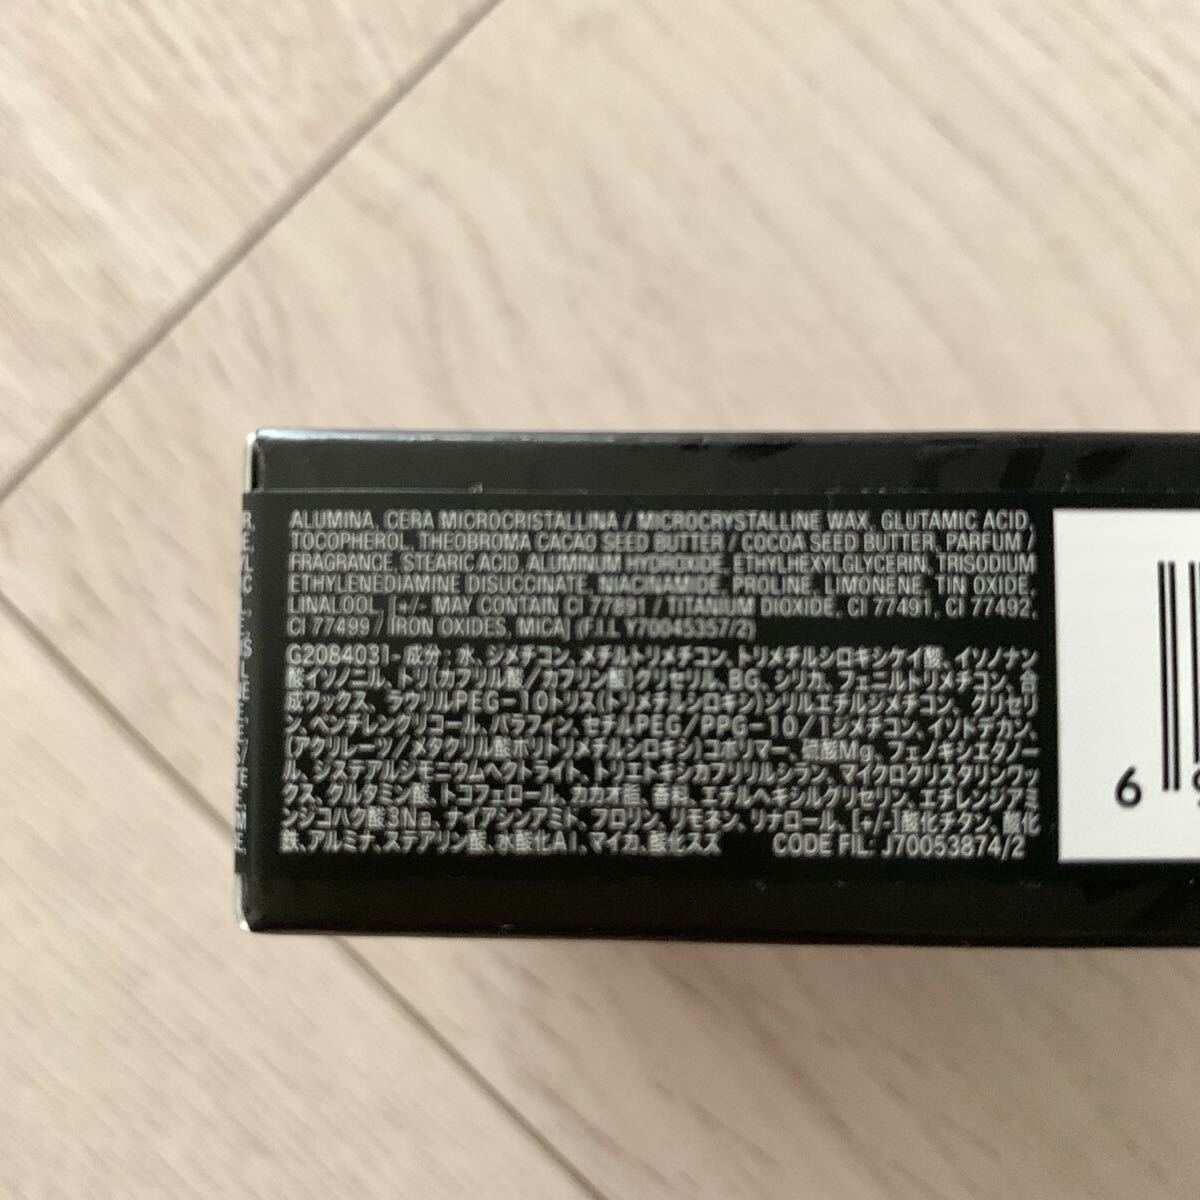 ALUMINA, CERA MICROCRISTALLINA / MICROCRYSTALLINE WAX, GLUTAMIC ACID,
TOCOPHEROL, THEOBROMA CACAO SEED BUTTER / COCOA SEED BUTTER, PARFUM /
FRAGRANCE, STEARIC ACID, ALUMINUM HYDROXIDE, ETHYLHEXYLGLYCERIN, TRISODIUM
ETHYLENEDIAMINE DISUCCINATE, NIACINAMIDE, PROLINE, LIMONENE, TIN OXIDE,
LINALOOL, [+/- MAY CONTAIN CI 77891 / TITANIUM DIOXIDE, CI 77491, CI 77492,
CI 77499 / IRON OXIDES, MICA] (F.I.L Y70045357/2)
G2084031- 成分: 水、ジメチコン、メチルトリメチコン、トリメチルシロキシケイ酸、イソノナン
酸イソノニル、トリ(カプリル酸/カプリン酸)グリセリル、BG、シリカ、フェニルトリメチコン、合
成ワックス、ラウリルPEG-10トリス(トリメチルシロキシ)シリルエチルジメチコン、グリセリ
ン、ペンチレングリコール、パラフィン、セチルPEG/PPG-10/1ジメチコン、イソドデカン、
(アクリレーツ/メタクリル酸ポリトリメチルシロキシ)コポリマー、硫酸Mg、フェノキシエタノー
ル、ジステアルジモニウムヘクトライト、トリエトキシカプリリルシラン、マイクロクリスタリンワッ
クス、グルタミン酸、トコフェロール、カカオ脂、香料、エチルヘキシルグリセリン、エチレンジアミ
ンジコハク酸3Na、ナイアシンアミド、プロリン、リモネン、リナロール、[+/-]酸化チタン、酸化
鉄、アルミナ、ステアリン酸、水酸化Al、マイカ、酸化スズ CODE FIL: J70053874/2
6